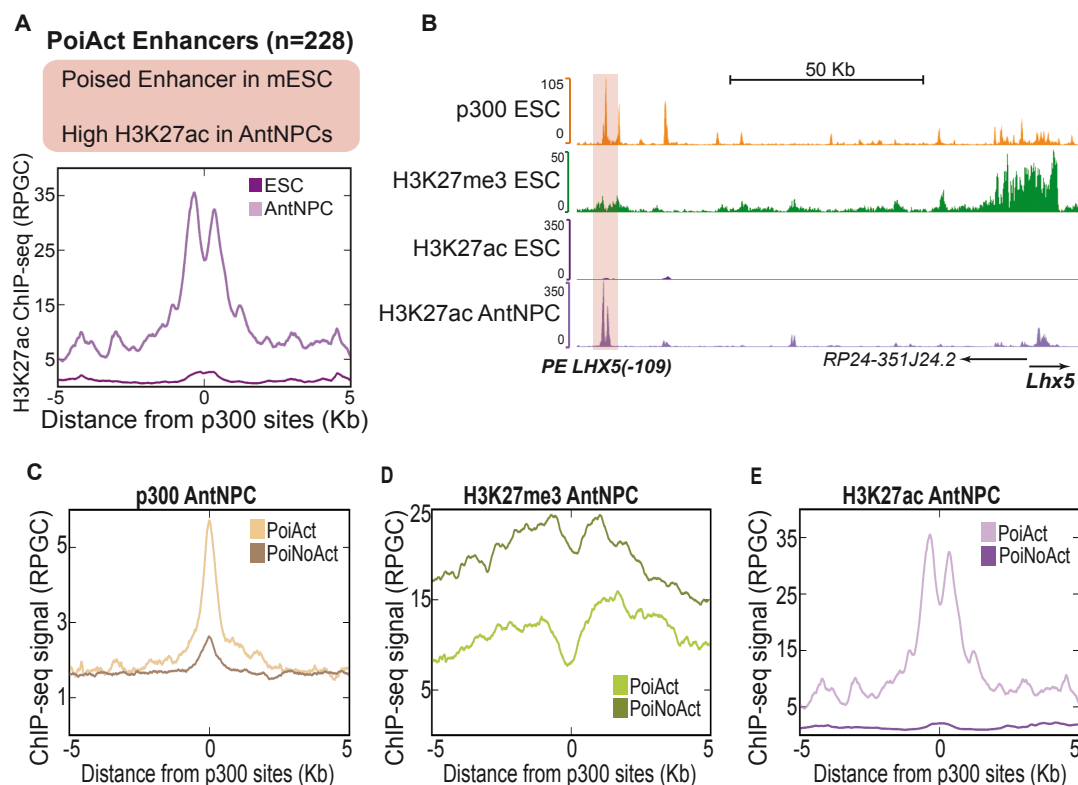 A
PoiAct Enhancers (n=228)
Poised Enhancer in mESC
High H3K27ac in AntNPCs
H3K27ac ChIP-seq (RPGC)
35
25
15
5
ESC
AntNPC
-5 0 5
Distance from p300 sites (Kb)
B
50 Kb
p300 ESC
105
0
H3K27me3 ESC
50
0
H3K27ac ESC
350
0
H3K27ac AntNPC
350
0
PE LHX5(-109)
RP24-351J24.2
Lhx5
C
p300 AntNPC
ChIP-seq signal (RPGC)
5
3
1
PoiAct
PoiNoAct
-5 0 5
Distance from p300 sites (Kb)
D
H3K27me3 AntNPC
ChIP-seq signal (RPGC)
25
15
5
PoiAct
PoiNoAct
-5 0 5
Distance from p300 sites (Kb)
E
H3K27ac AntNPC
ChIP-seq signal (RPGC)
35
25
15
5
PoiAct
PoiNoAct
-5 0 5
Distance from p300 sites (Kb)